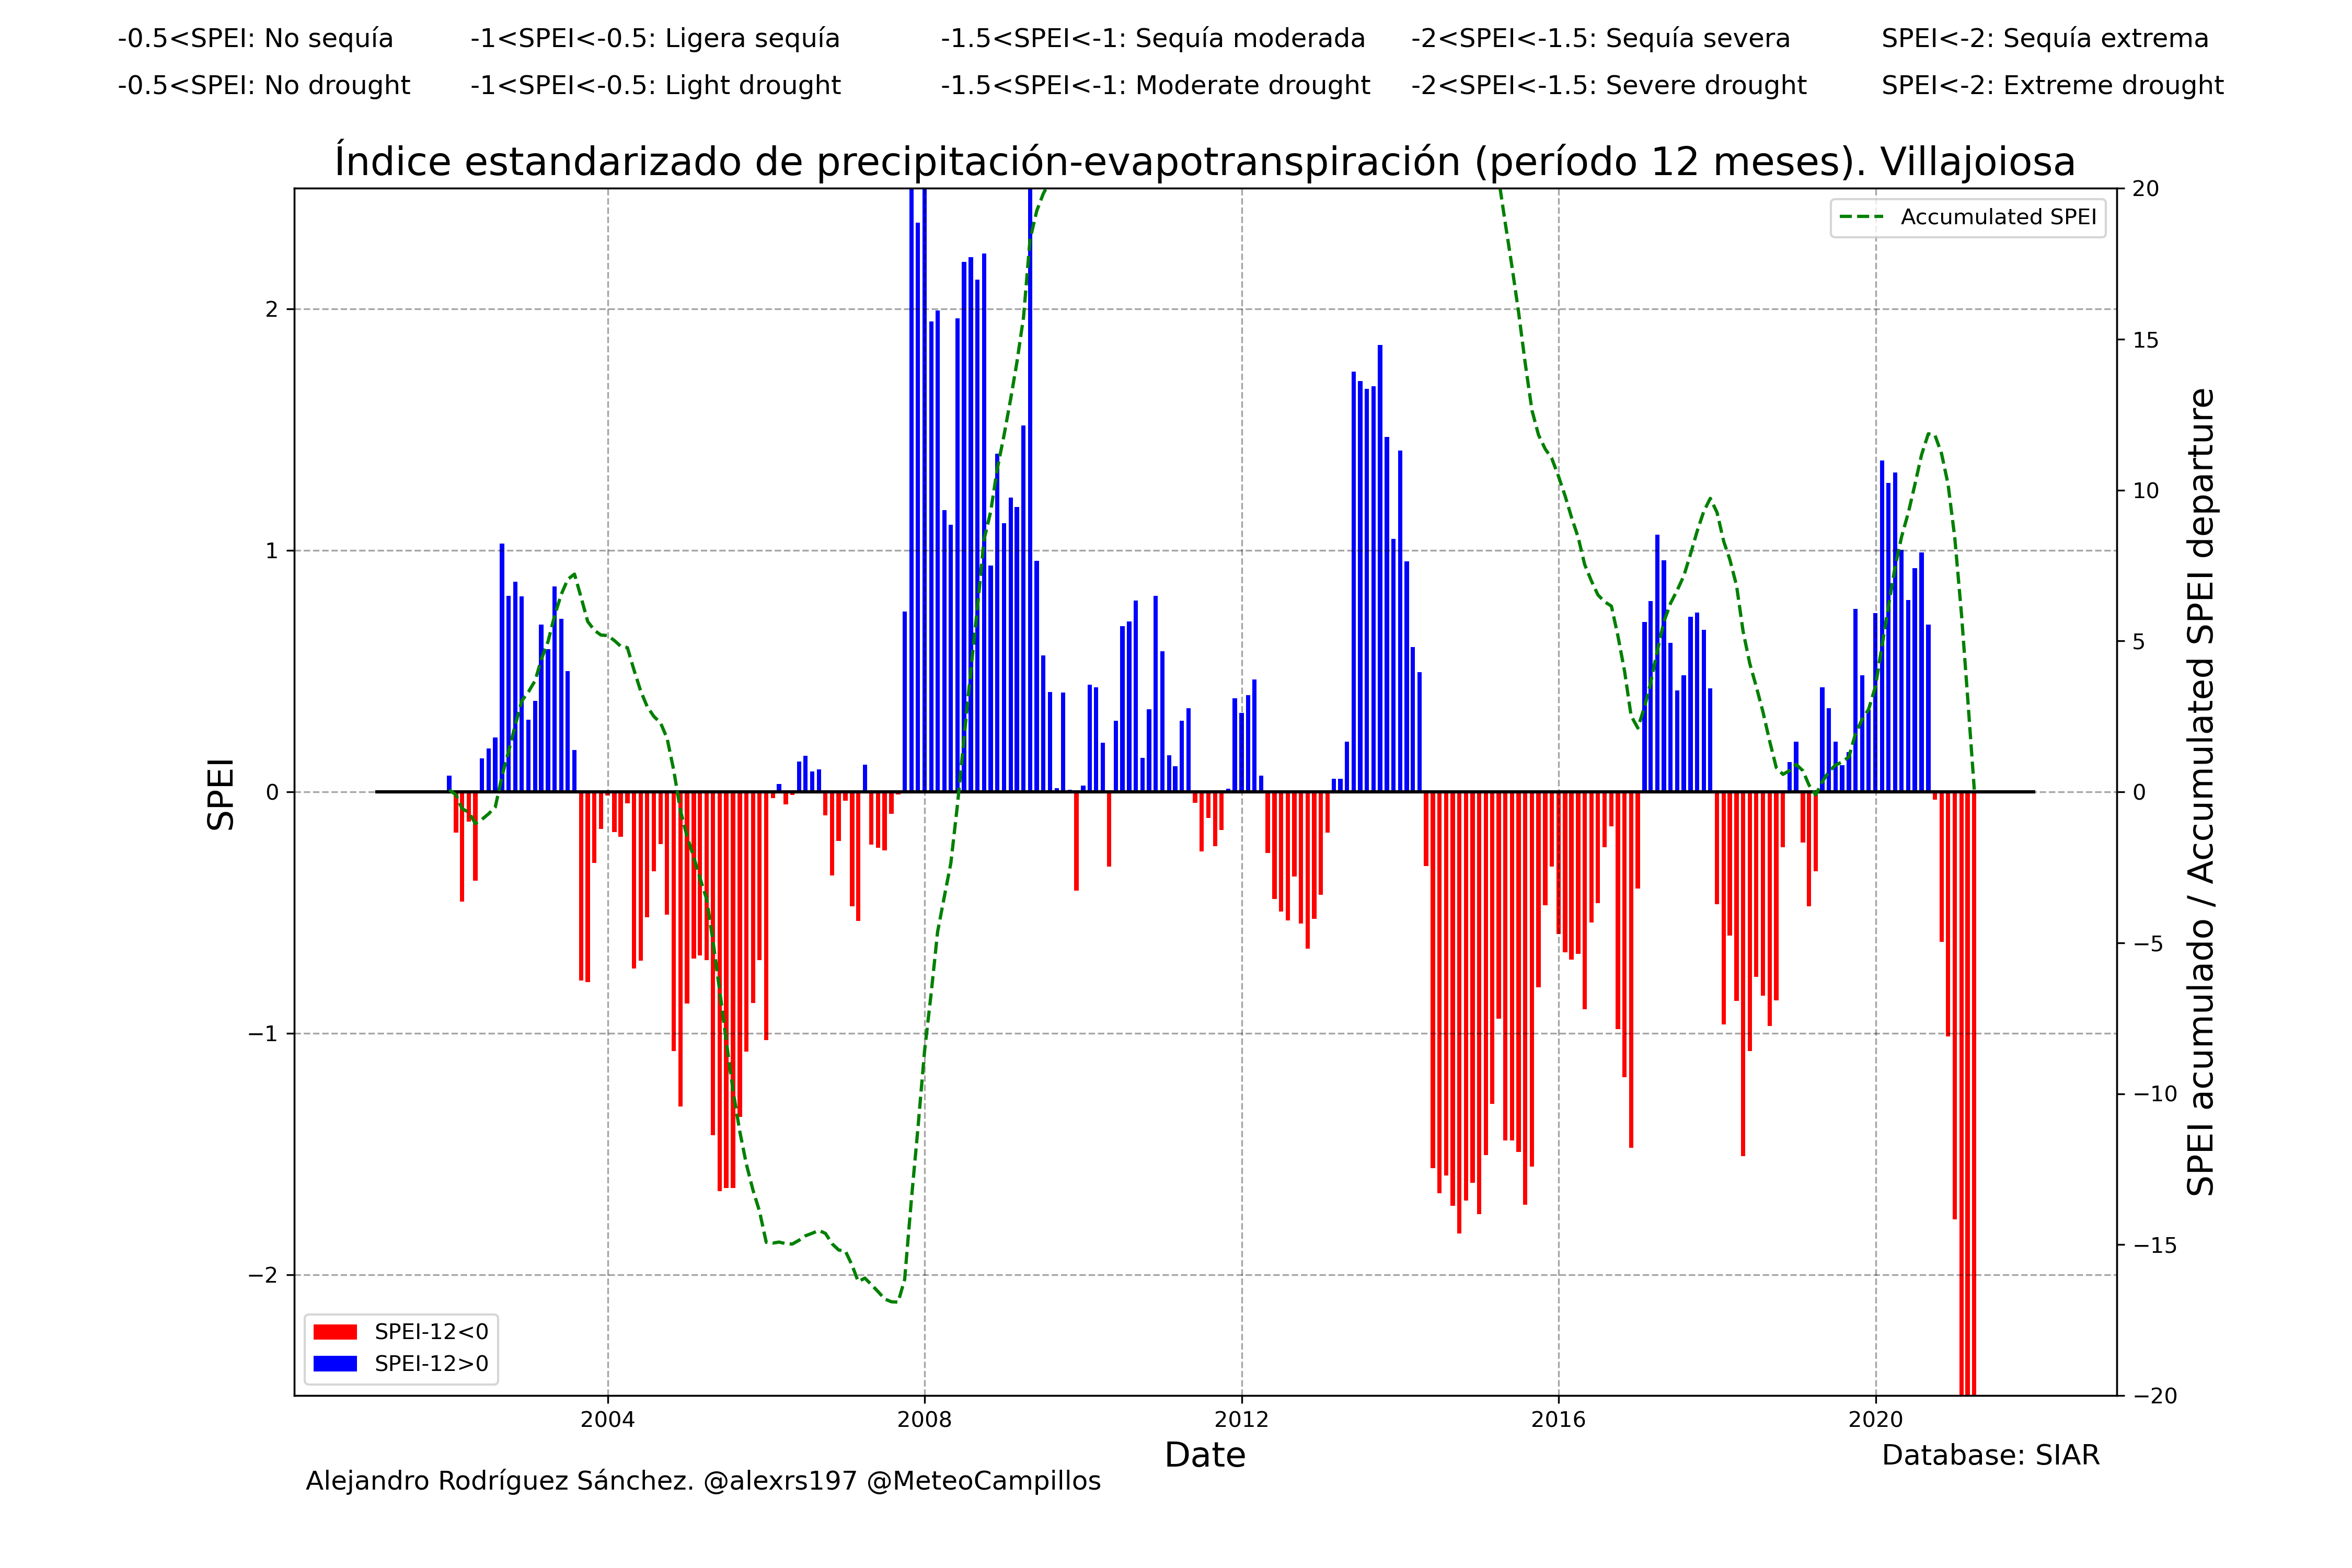 -0.5<SPEI: No sequía
-1<SPEI<-0.5: Ligera sequía
-1.5<SPEI<-1: Sequía moderada
-2<SPEI<-1.5: Sequía severa
SPEI<-2: Sequía extrema
-0.5<SPEI: No drought
-1<SPEI<-0.5: Light drought
-1.5<SPEI<-1: Moderate drought
-2<SPEI<-1.5: Severe drought
SPEI<-2: Extreme drought
Índice estandarizado de precipitación-evapotranspiración (período 12 meses). Villajoiosa
Accumulated SPEI
SPEI
2
1
0
−1
−2
20
15
10
5
0
−5
−10
−15
−20
SPEI acumulado / Accumulated SPEI departure
SPEI-12<0
SPEI-12>0
2004
2008
2012
2016
2020
Date
Database: SIAR
Alejandro Rodríguez Sánchez. @alexrs197 @MeteoCampillos